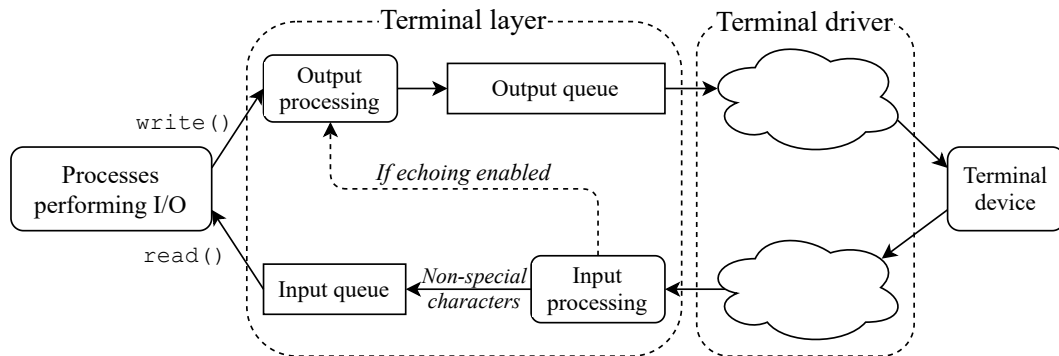 Terminal layer
Terminal driver
Output
processing
Output queue
write()
If echoing enabled
Processes
performing I/O
Terminal
device
read()
Input queue
Non-special
characters
Input
processing